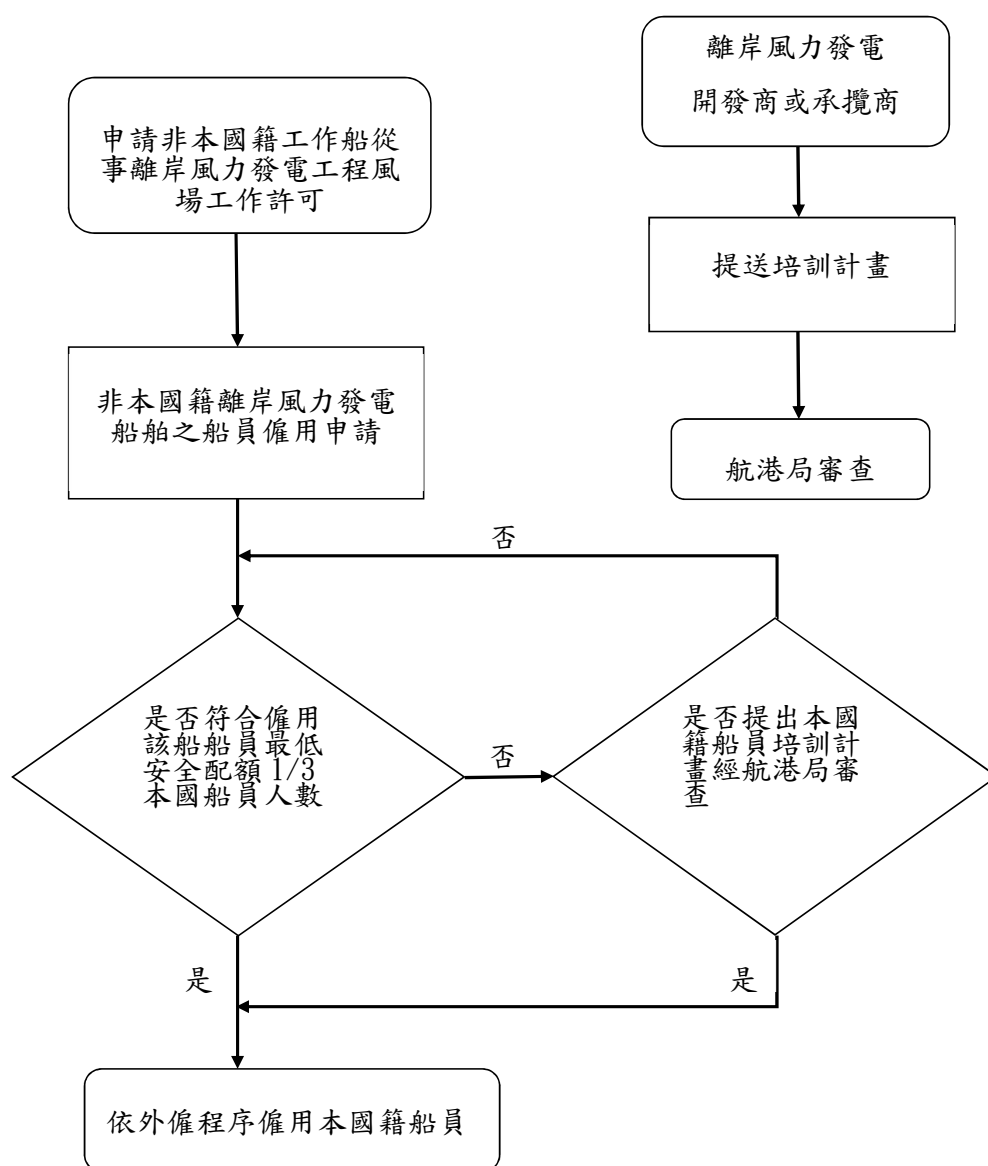 離岸風力發電
開發商或承攬商
申請非本國籍工作船從
事離岸風力發電工程風
場工作許可
提送培訓計畫
非本國籍離岸風力發電
船舶之船員僱用申請
航港局審查
否
是否符合僱用
該船船員最低
安全配額 1/3
本國船員人數
否
是否提出本國
籍船員培訓計
畫經航港局審
查
是
是
依外僱程序僱用本國籍船員